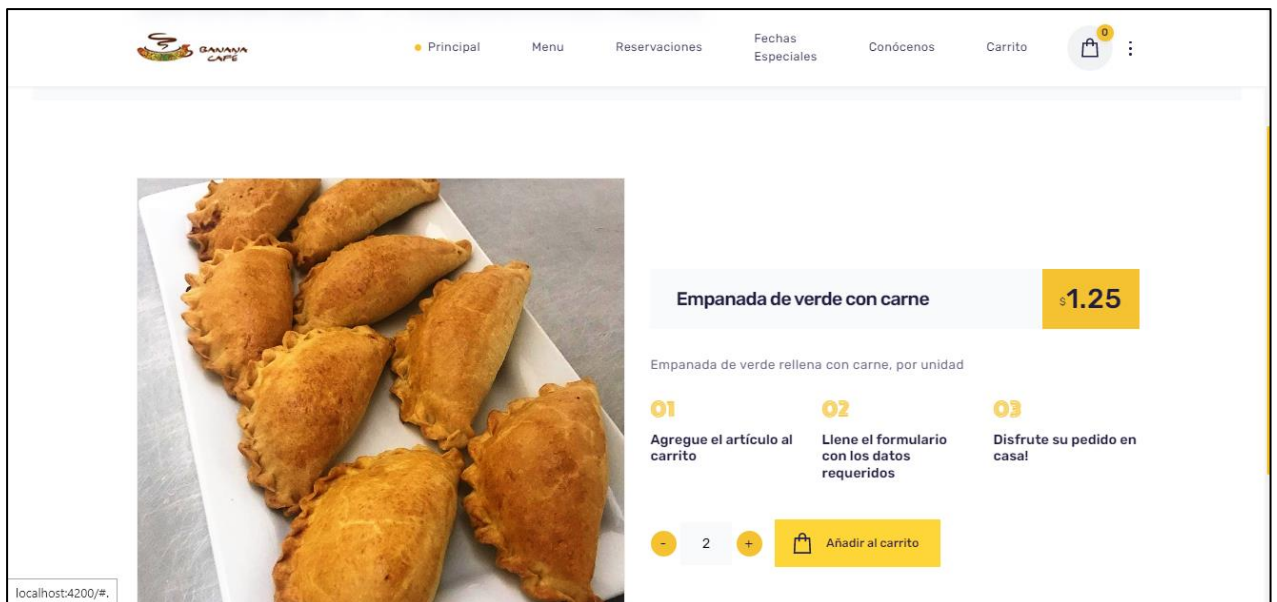 BANANA
CAFÉ
Principal
Menu
Reservaciones
Fechas
Especiales
Conócenos
Carrito
0
Empanada de verde con carne
$1.25
Empanada de verde rellena con carne, por unidad
01
Agregue el artículo al
carrito
02
Llene el formulario
con los datos
requeridos
03
Disfrute su pedido en
casa!
- 2 +
Añadir al carrito
localhost:4200/#.